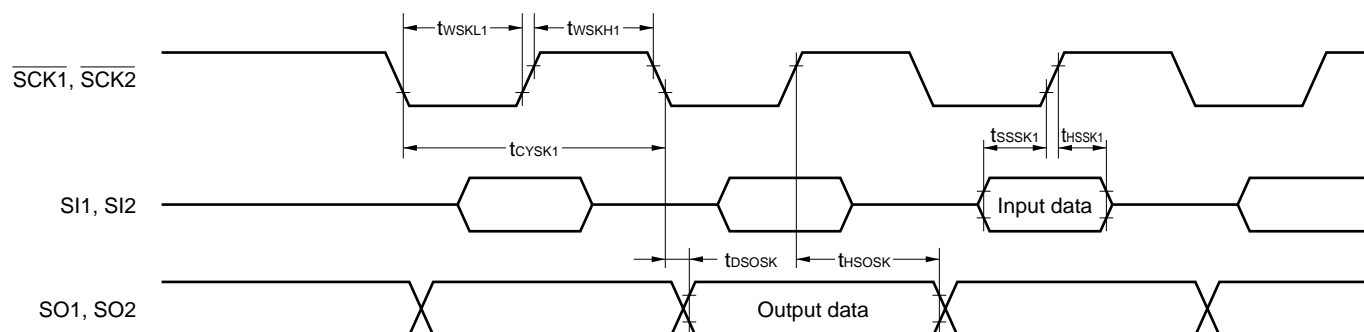 tWSKL1 tWSKH1
SCK1, SCK2
tCYSK1
tSSSK1 tHSSK1
SI1, SI2
Input data
tDSOSK tHSOSK
SO1, SO2
Output data